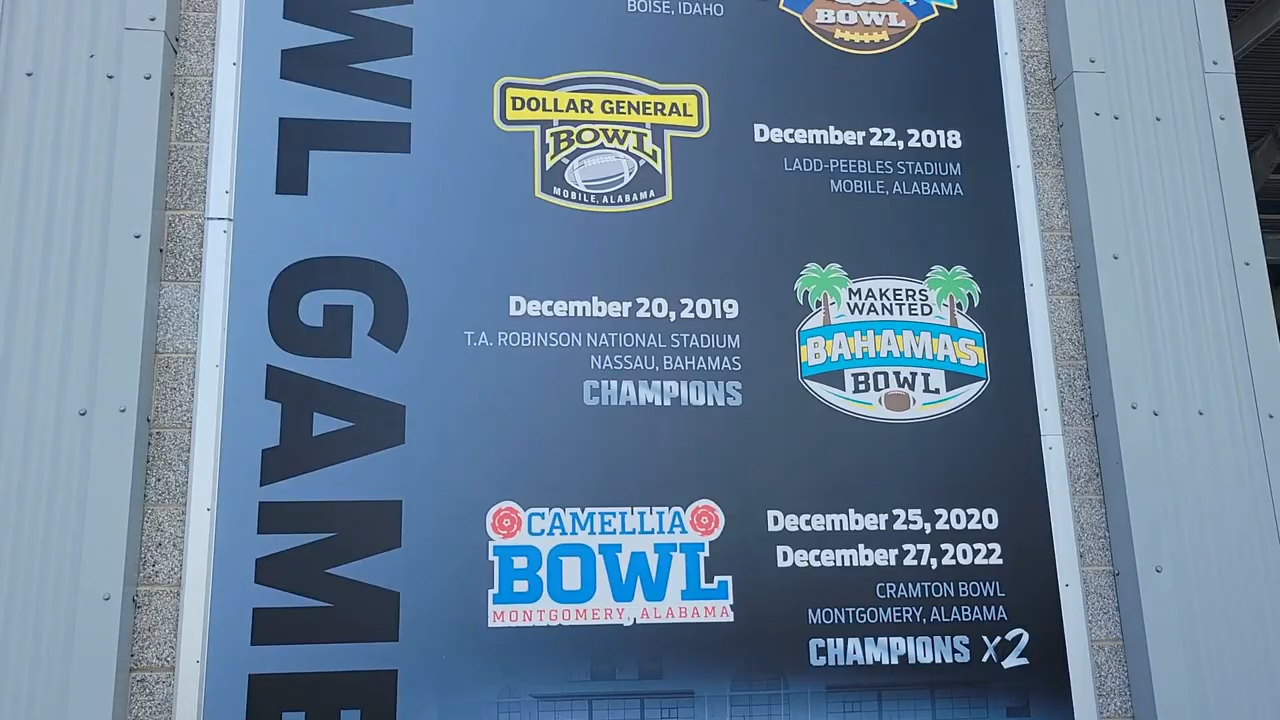 BOISE, IDAHO
BOWL
DOLLAR GENERAL
BOWL
MOBILE, ALABAMA
December 22, 2018
LADD-PEEBLES STADIUM
MOBILE, ALABAMA
December 20, 2019
T.A. ROBINSON NATIONAL STADIUM
NASSAU, BAHAMAS
CHAMPIONS
MAKERS
WANTED
BAHAMAS
BOWL
CAMELLIA
BOWL
MONTGOMERY, ALABAMA
December 25, 2020
December 27, 2022
CRAMTON BOWL
MONTGOMERY, ALABAMA
CHAMPIONS X2
WL GAME